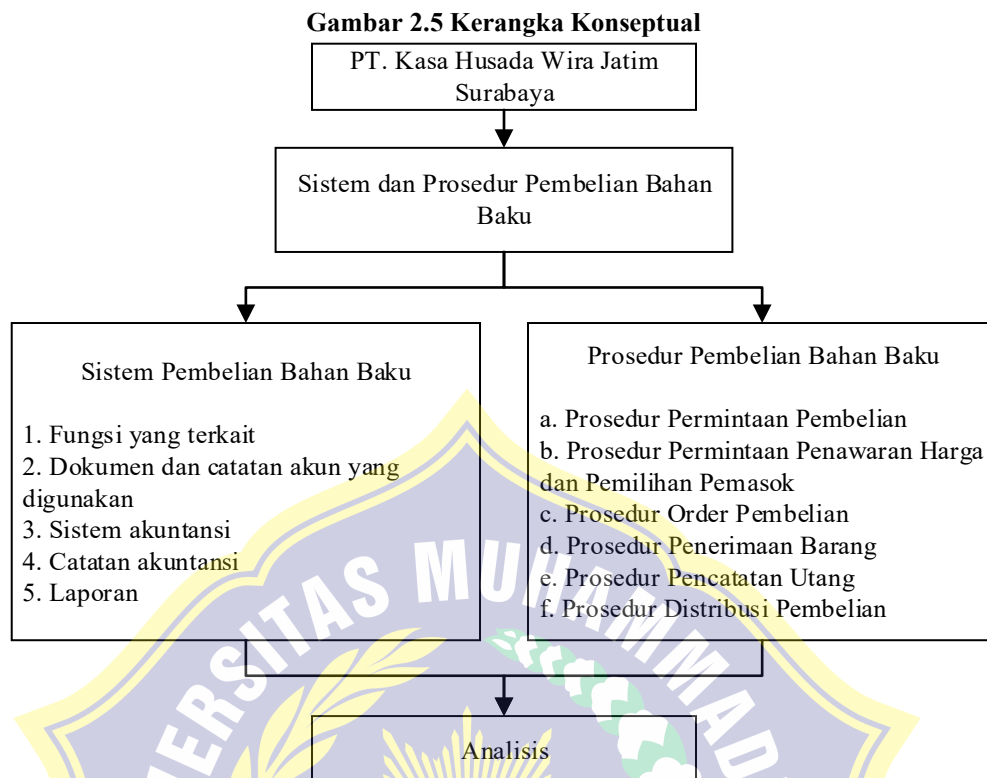 Gambar 2.5 Kerangka Konseptual
PT. Kasa Husada Wira Jatim
Surabaya
Sistem dan Prosedur Pembelian Bahan
Baku
Sistem Pembelian Bahan Baku
1. Fungsi yang terkait
2. Dokumen dan catatan akun yang
digunakan
3. Sistem akuntansi
4. Catatan akuntansi
5. Laporan
Prosedur Pembelian Bahan Baku
a. Prosedur Permintaan Pembelian
b. Prosedur Permintaan Penawaran Harga
dan Pemilihan Pemasok
c. Prosedur Order Pembelian
d. Prosedur Penerimaan Barang
e. Prosedur Pencatatan Utang
f. Prosedur Distribusi Pembelian
Analisis